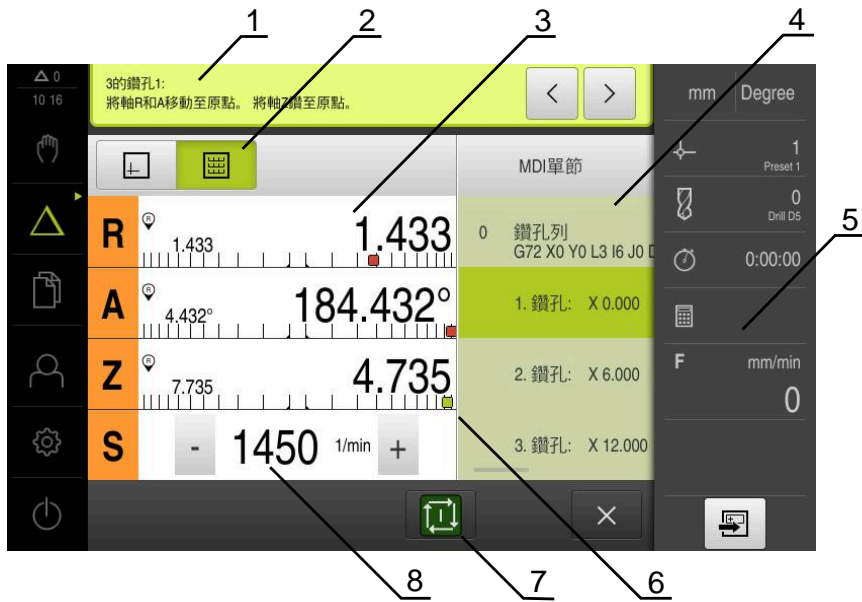 1
2
3
4
0
10 16
3的鑽孔1:
將軸R和A移動至原點。 將軸Z鑽至原點。
< >
mm Degree
MDI單節
1
Preset 1
R
R
1.433
1.433
0 鑽孔列
G72 X0 Y0 L3 I6 J0
0
Drill D5
5
0:00:00
A
R
4.432°
184.432°
1. 鑽孔: X 0.000
Z
R
7.735
4.735
2. 鑽孔: X 6.000
F mm/min
0
S
- 1450 1/min +
3. 鑽孔: X 12.000
8
7
6